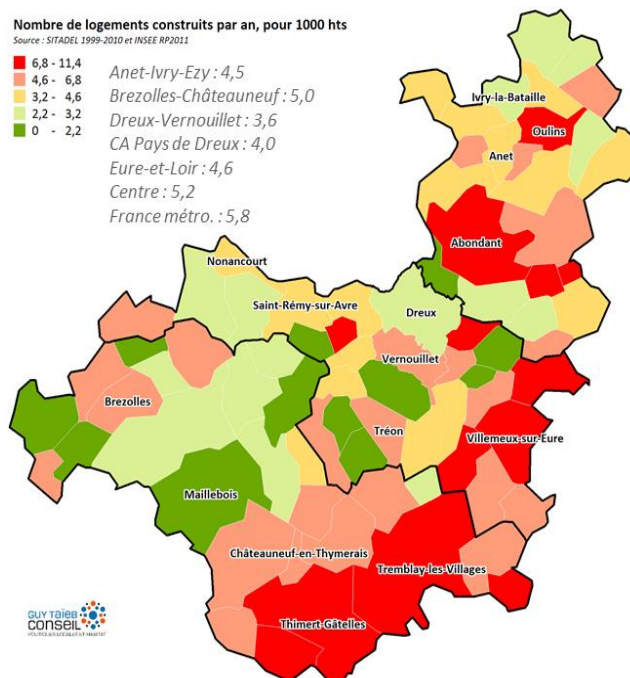 Nombre de logements construits par an, pour 1000 hts
Source : SITADEL 1999-2010 et INSEE RP2011
6,8 - 11,4
4,6 - 6,8
3,2 - 4,6
2,2 - 3,2
0 - 2,2
Anet-Ivry-Ezy : 4,5
Brezolles-Châteauneuf : 5,0
Dreux-Vernouillet : 3,6
CA Pays de Dreux : 4,0
Eure-et-Loir : 4,6
Centre : 5,2
France métro. : 5,8
Ivry-la-Bataille
Oulins
Anet
Abondant
Nonancourt
Saint-Rémy-sur-Avre
Dreux
Vernouillet
Brezolles
Tréon
Villemeux-sur-Eure
Maillebois
Châteauneuf-en-Thymerais
Tremblay-les-Villages
Thimert-Gâtelles
GUY TAIEB
CONSEIL
POLITIQUES LOCALES ET HABITAT